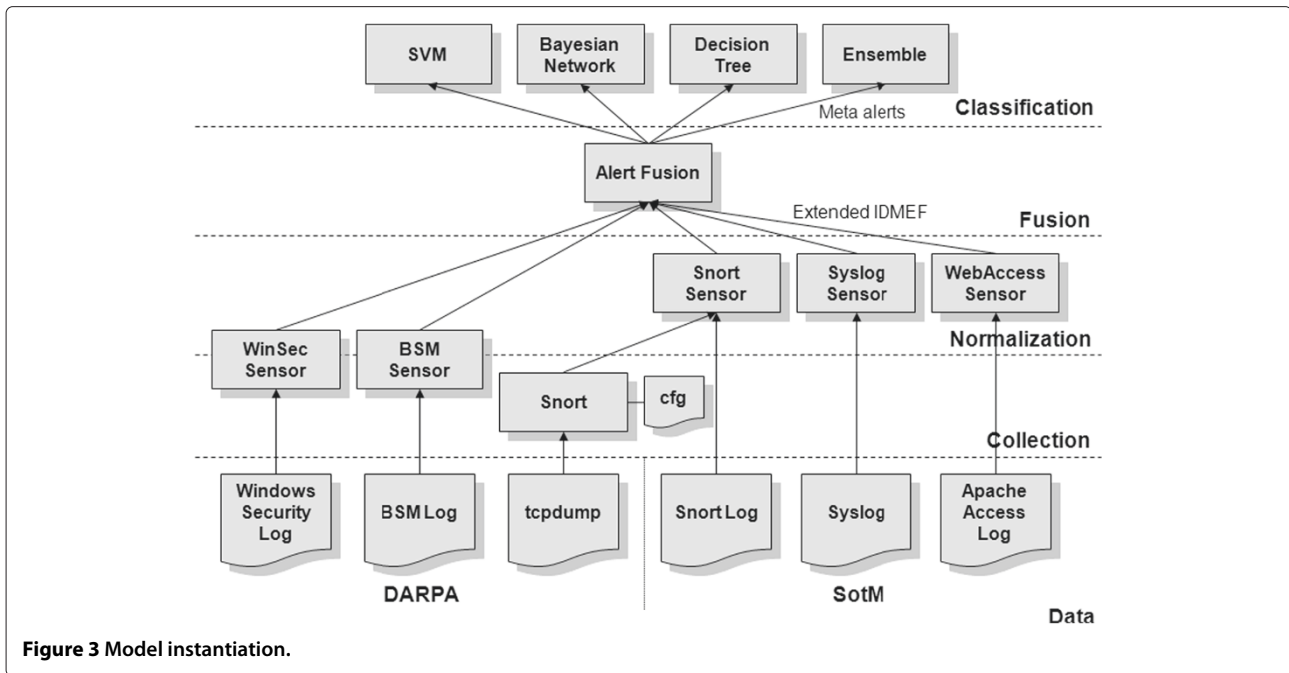 SVM
Bayesian
Network
Decision
Tree
Ensemble
Meta alerts
Classification
Alert Fusion
Extended IDMEF
Fusion
Snort
Sensor
Syslog
Sensor
WebAccess
Sensor
Normalization
WinSec
Sensor
BSM
Sensor
Snort
cfg
Collection
Windows
Security
Log
BSM Log
tcpdump
Snort Log
Syslog
Apache
Access
Log
DARPA
SotM
Data
Figure 3 Model instantiation.